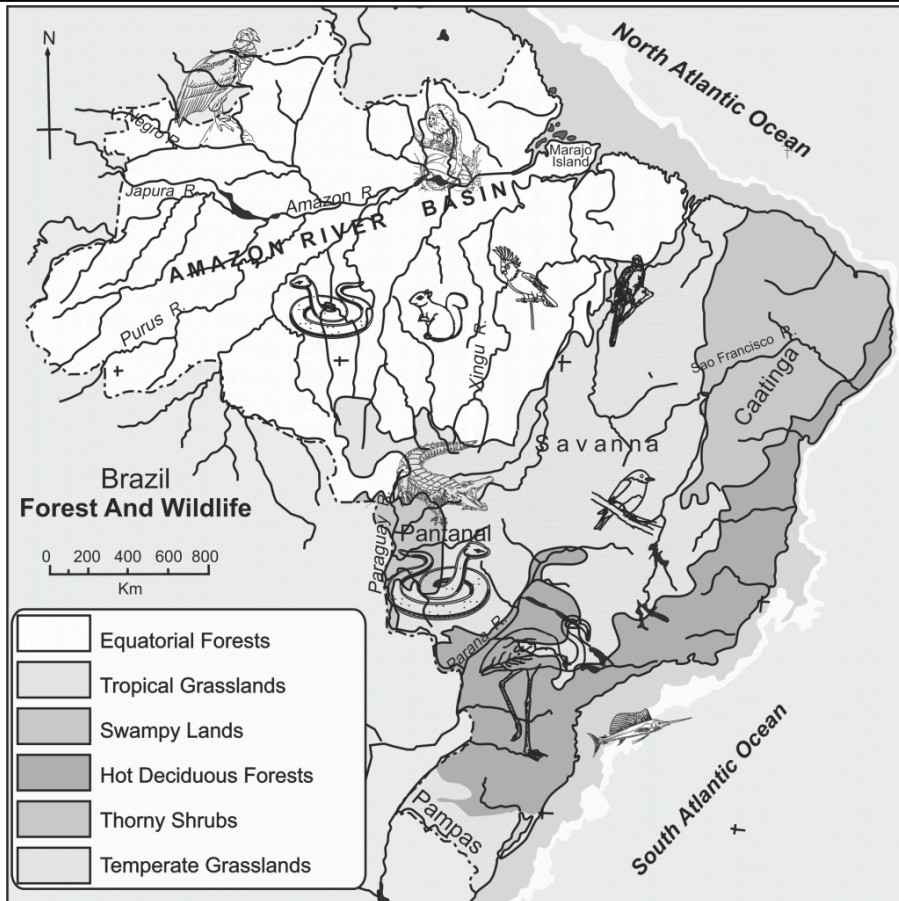 N
North Atlantic Ocean
Negro R.
Marajo
Island
Japura R.
Amazon R.
AMAZON RIVER BASIN
Purus R.
Xingu R.
Sao Francisco R.
Caatinga
Savanna
Brazil
Forest And Wildlife
Paraguay
Pantanal
0 200 400 600 800
Km
Parana R.
Equatorial Forests
Tropical Grasslands
Swampy Lands
Hot Deciduous Forests
Thorny Shrubs
Temperate Grasslands
Pampas
South Atlantic Ocean